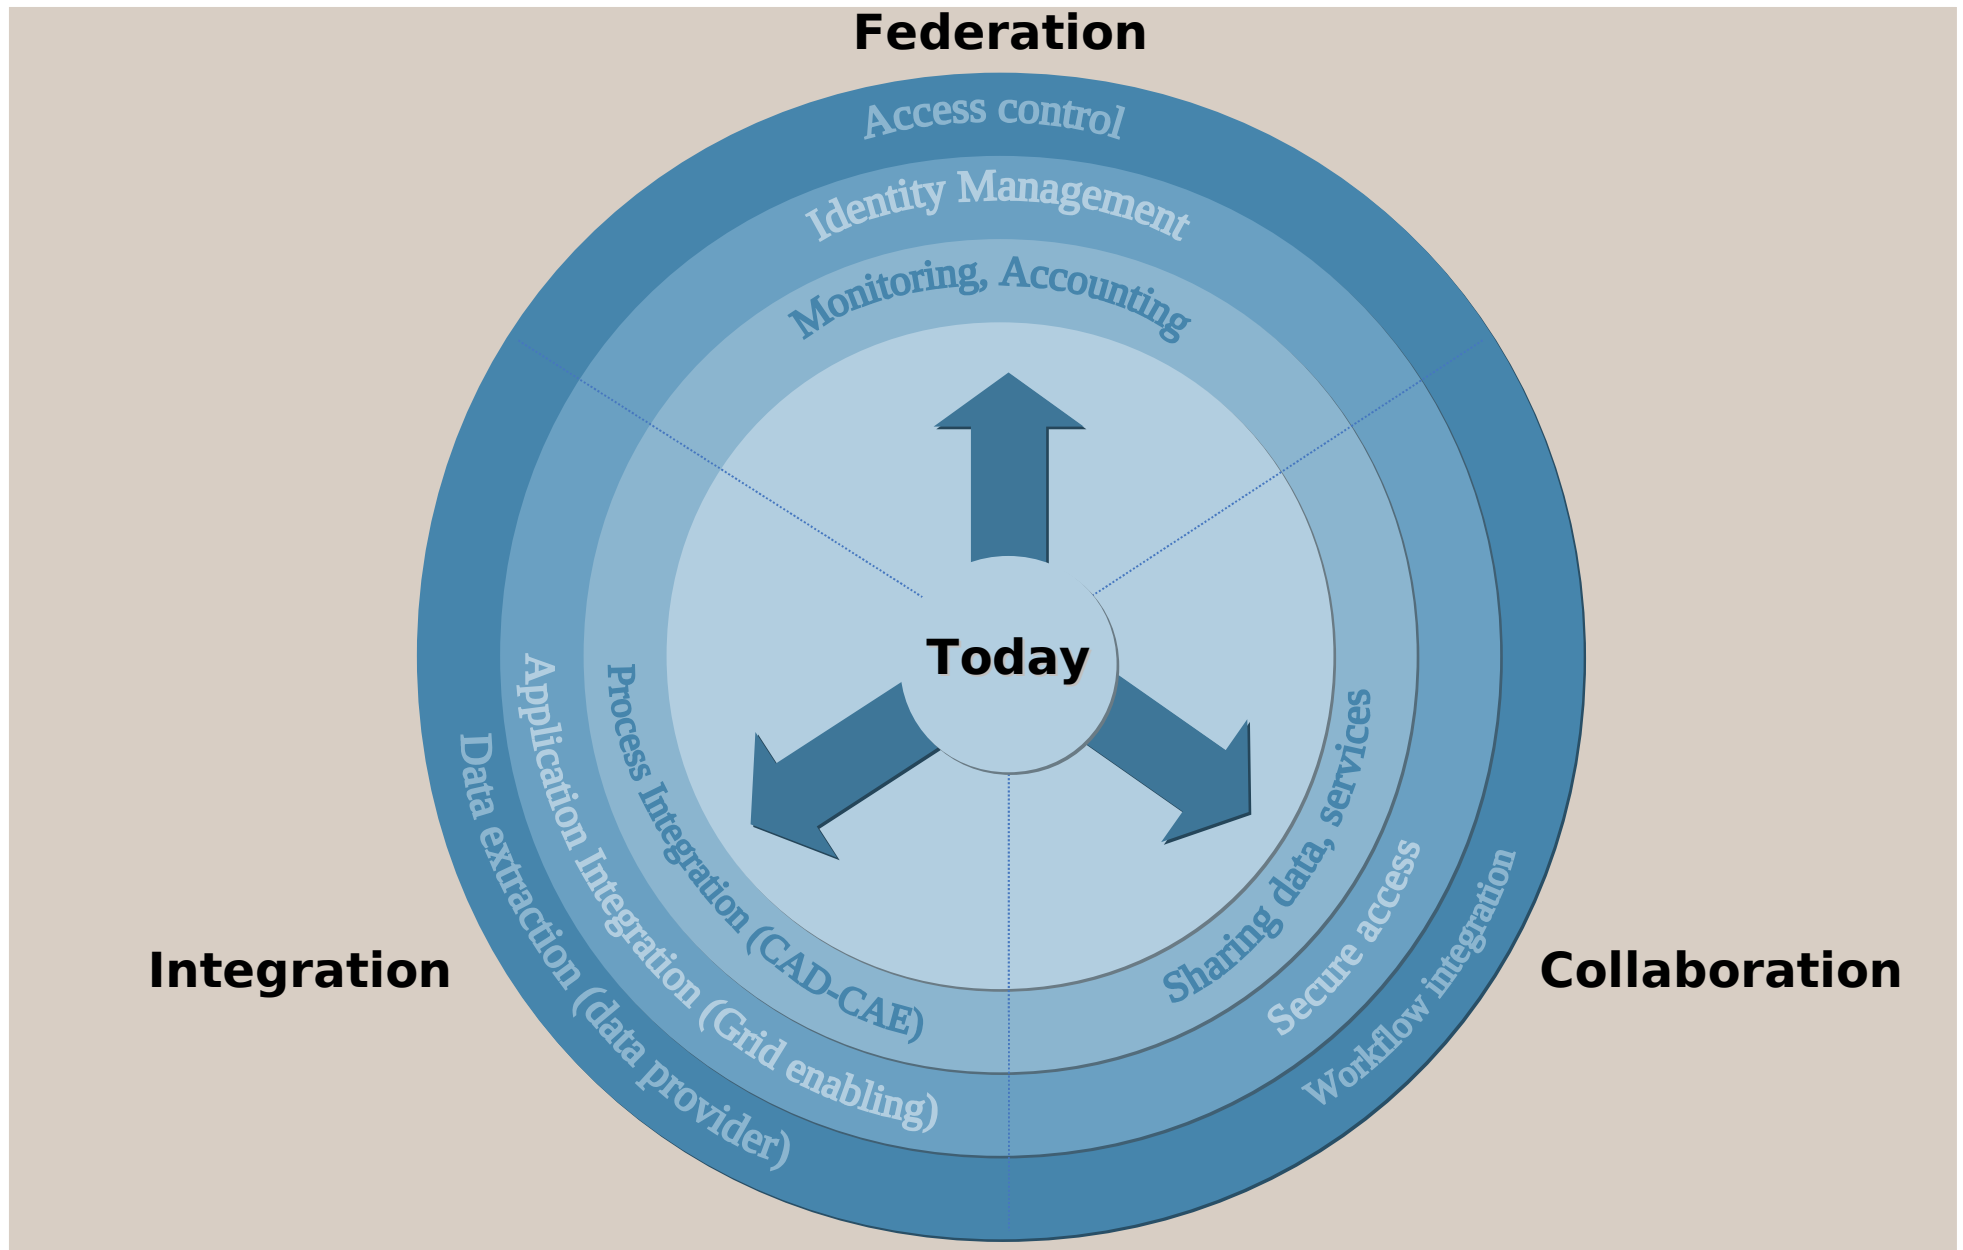 Federation
Access control
Identity Management
Monitoring, Accounting
Today
Process Integration (CAD-CAE)
Application Integration (Grid enabling)
Data extraction (data provider)
Integration
Sharing data, services
Secure access
Workflow integration
Collaboration